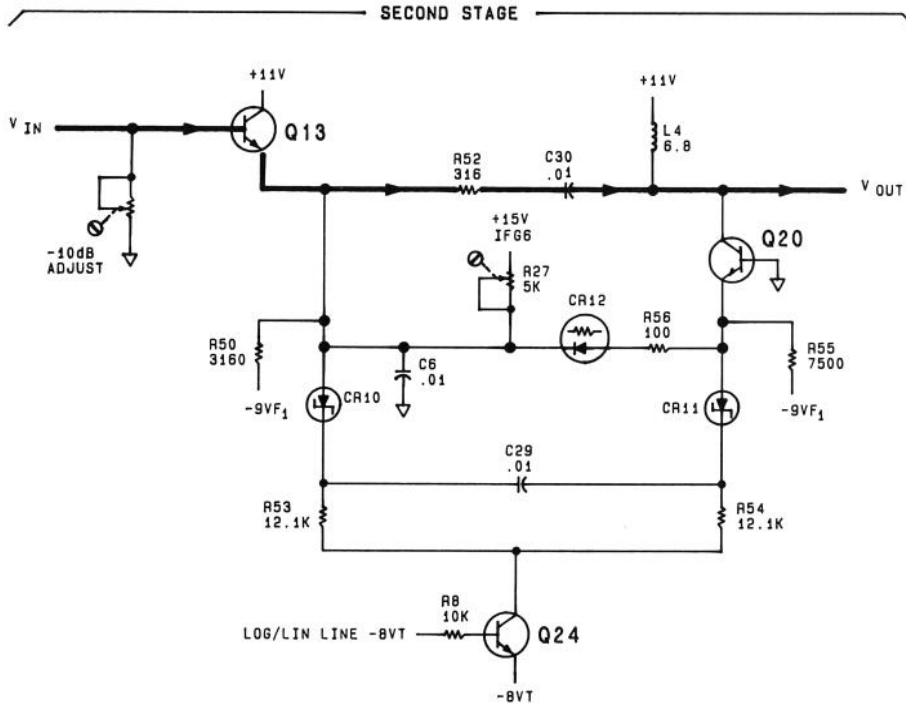 SECOND STAGE
+11V
+11V
V IN
Q13
L4
6.8
R52
316
C30
.01
V OUT
+15V
IFG6
Q20
-10dB
ADJUST
R27
5K
CR12
R56
100
R50
3160
C6
.01
R55
7500
-9VF1
CR10
CR11
-9VF1
C29
.01
R53
12.1K
R54
12.1K
R8
10K
LOG/LIN LINE -8VT
Q24
-8VT